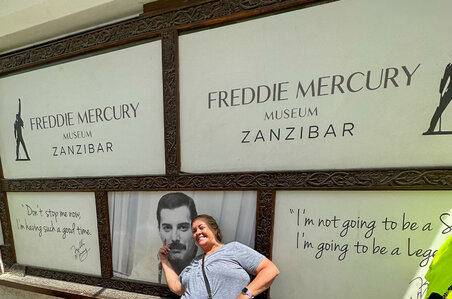 FREDDIE MERCURY
MUSEUM
ZANZIBAR
FREDDIE MERCURY
MUSEUM
ZANZIBAR
"Don't stop me now,
I'm having such a good time."
"I'm not going to be a S
I'm going to be a lege